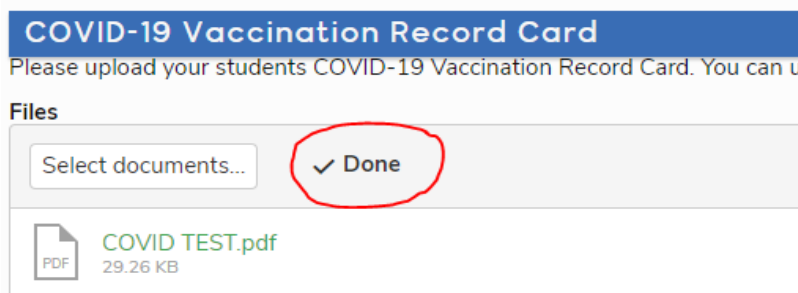 COVID-19 Vaccination Record Card
Please upload your students COVID-19 Vaccination Record Card. You can
Files
Select documents... Done
COVID TEST.pdf
PDF 29.26 KB